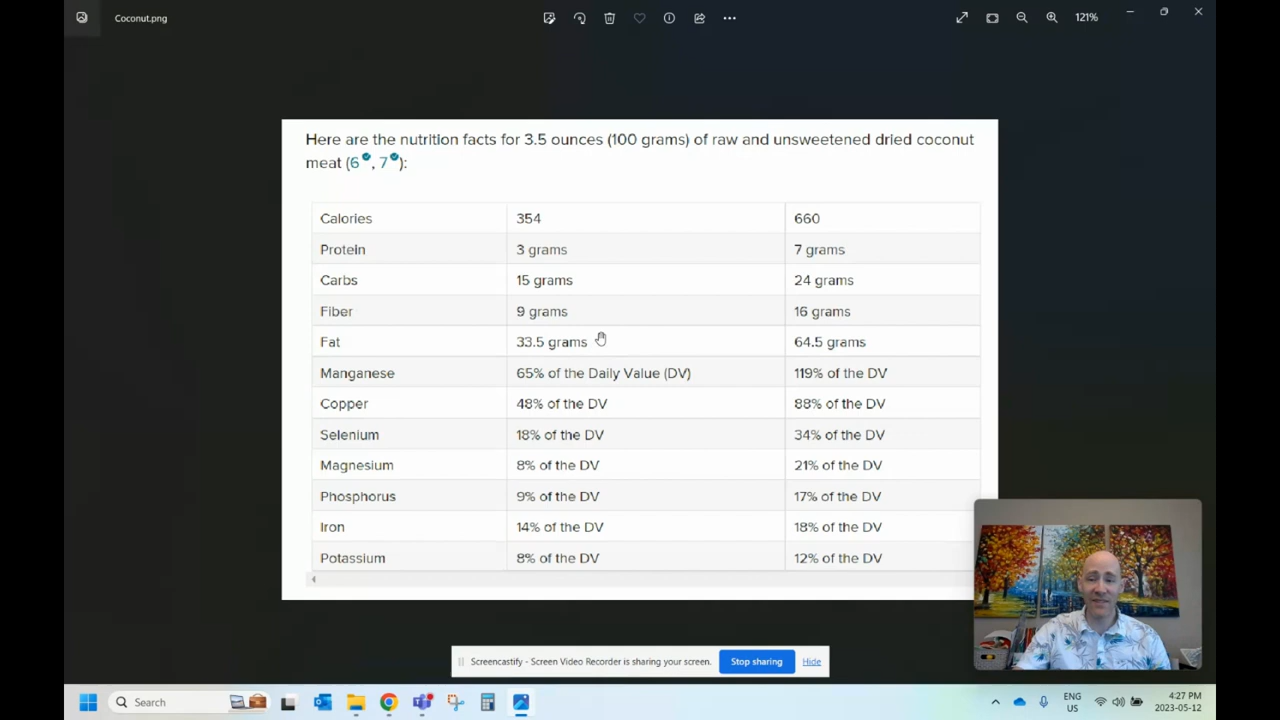 Coconut.png
121%
Here are the nutrition facts for 3.5 ounces (100 grams) of raw and unsweetened dried coconut
meat (6, 7):
Calories 354 660
Protein 3 grams 7 grams
Carbs 15 grams 24 grams
Fiber 9 grams 16 grams
Fat 33.5 grams 64.5 grams
Manganese 65% of the Daily Value (DV) 119% of the DV
Copper 48% of the DV 88% of the DV
Selenium 18% of the DV 34% of the DV
Magnesium 8% of the DV 21% of the DV
Phosphorus 9% of the DV 17% of the DV
Iron 14% of the DV 18% of the DV
Potassium 8% of the DV 12% of the DV
Screencastify - Screen Video Recorder is sharing your screen. Stop sharing Hide
Search
ENG
US
4:27 PM
2023-05-12